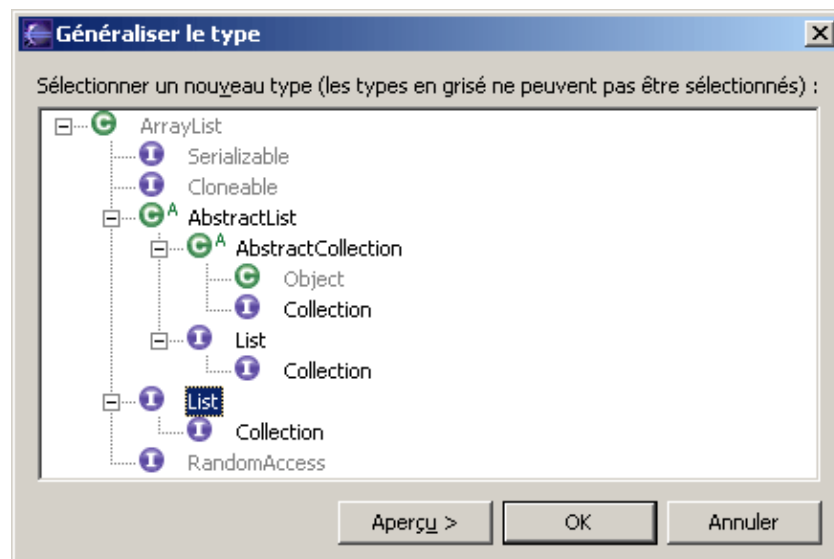 Généraliser le type
Sélectionner un nouveau type (les types en grisé ne peuvent pas être sélectionnés) :
C ArrayList
I Serializable
I Cloneable
C A AbstractList
C A AbstractCollection
C Object
I Collection
I List
I Collection
I List
I Collection
I RandomAccess
Aperçu > OK Annuler